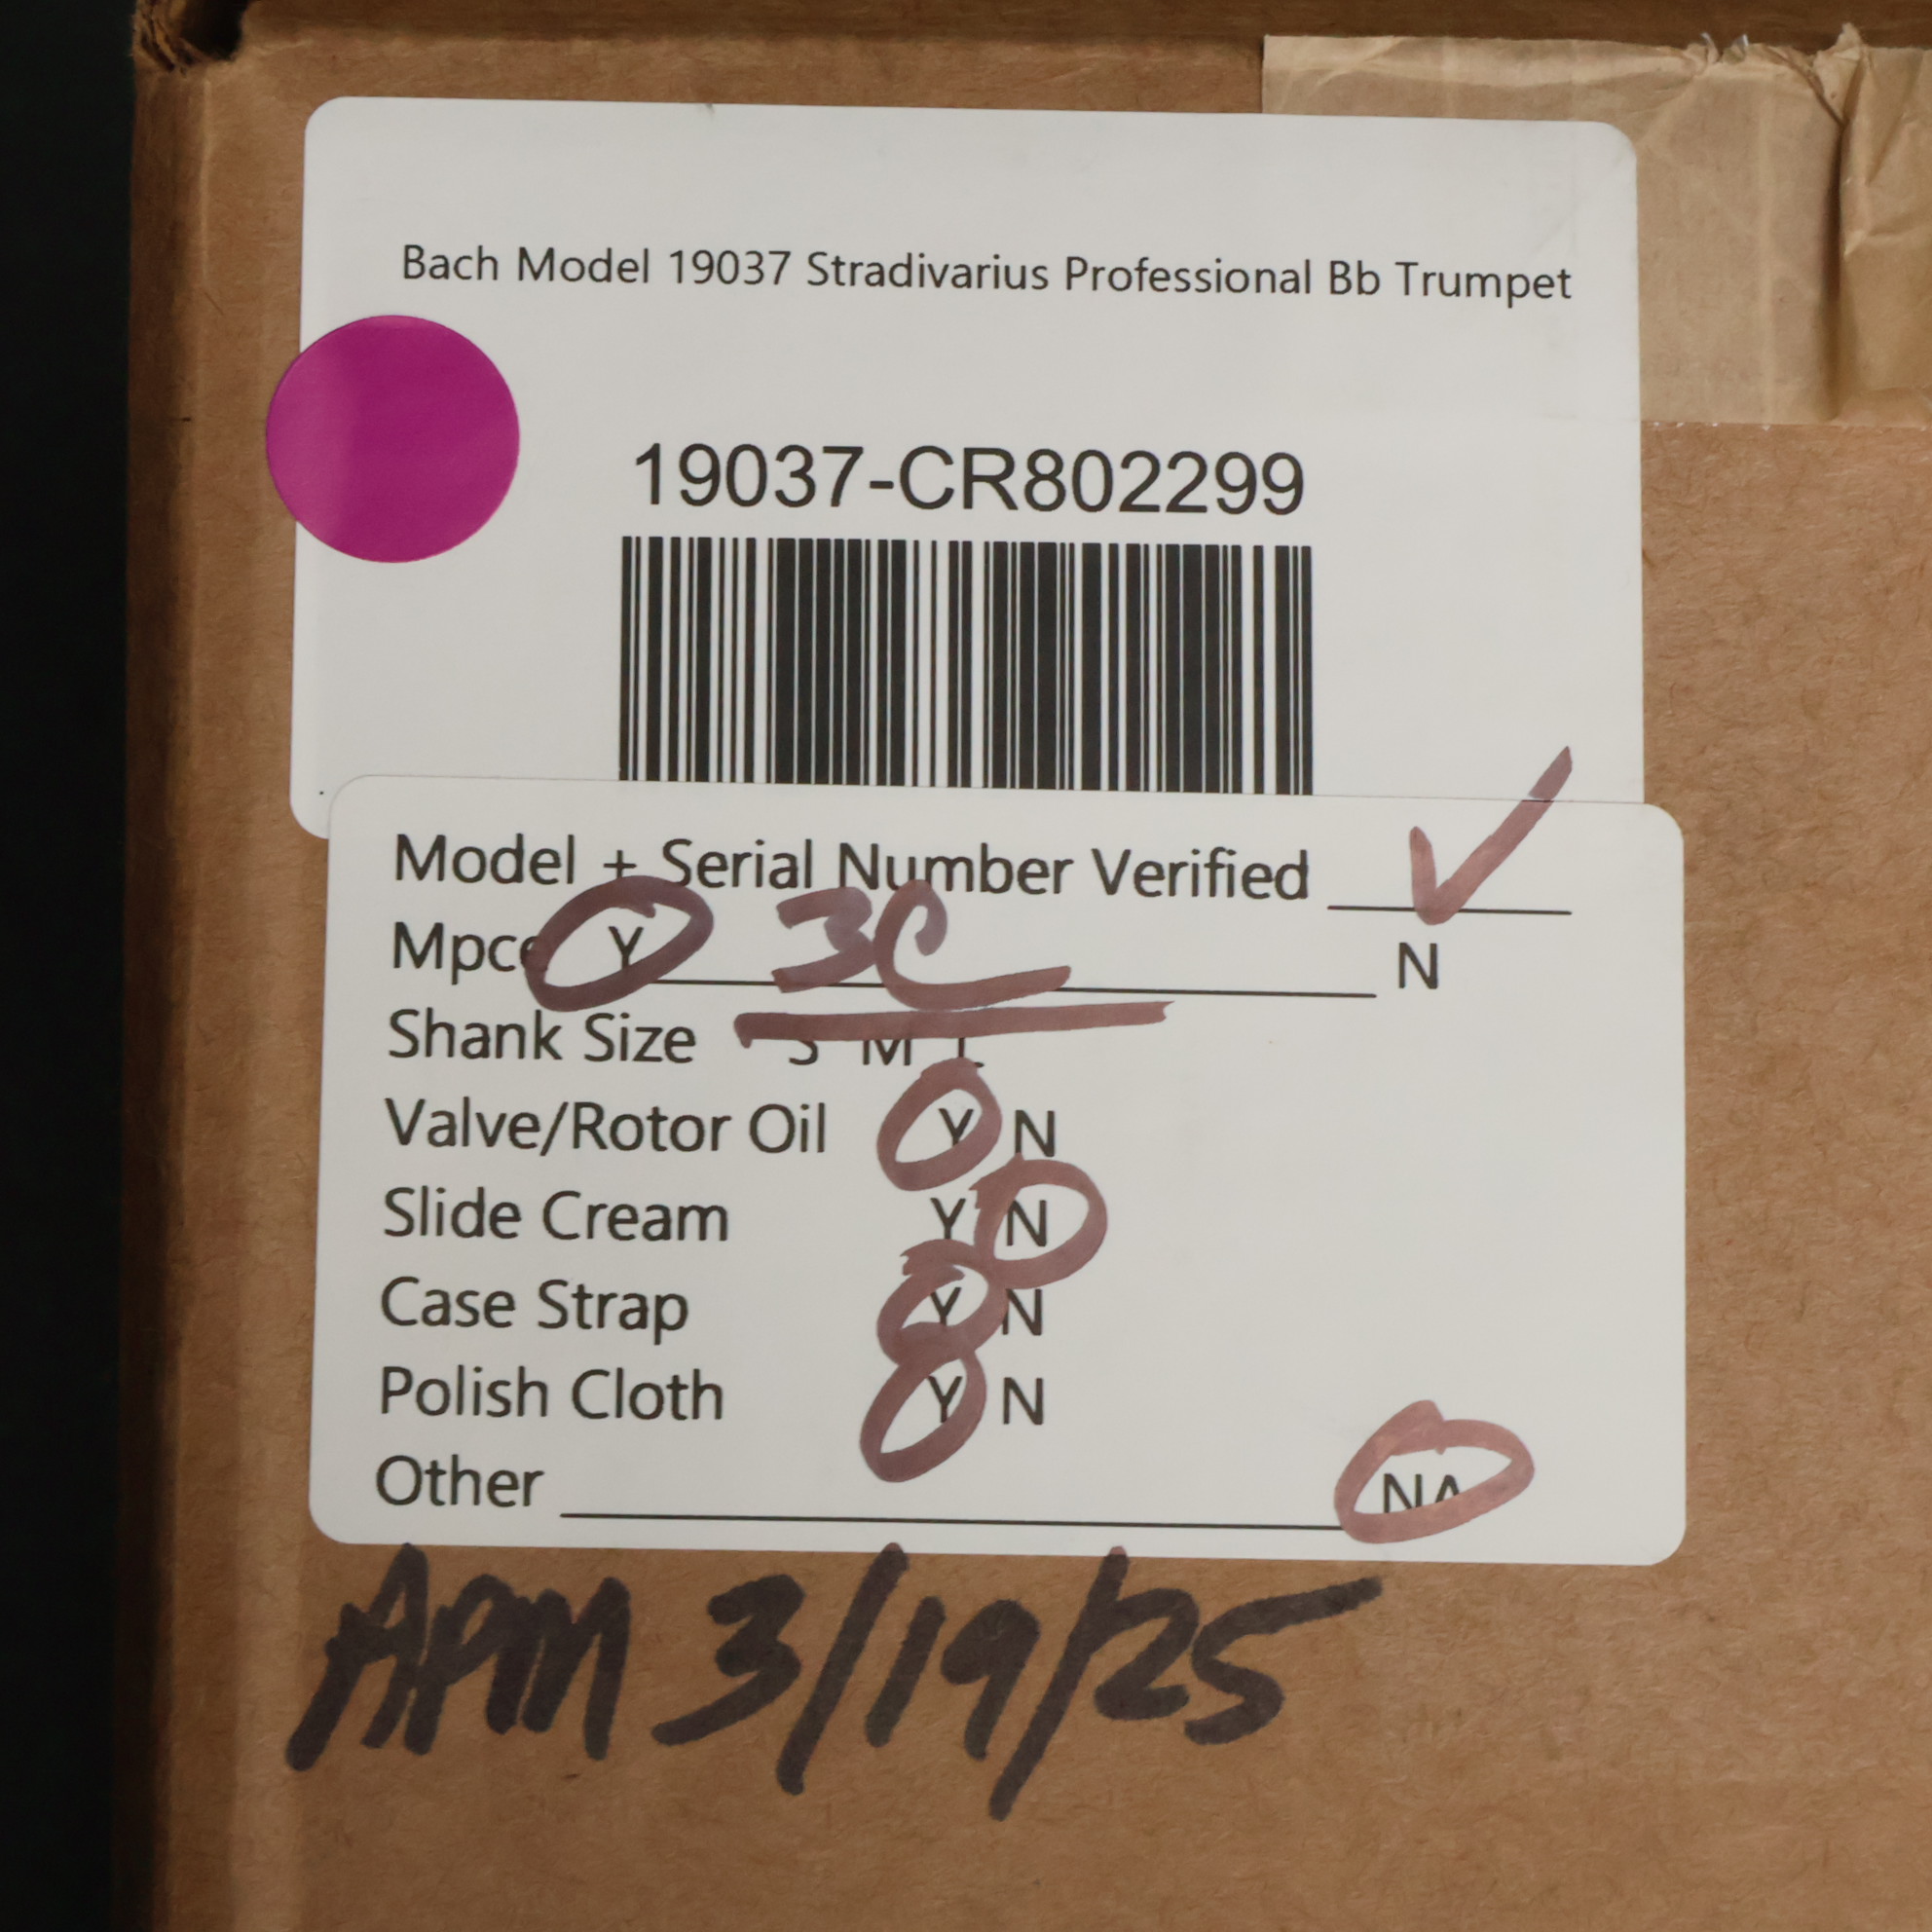 Bach Model 19037 Stradivarius Professional Bb Trumpet
19037-CR802299
Model + Serial Number Verified ✓
Mpce Y 3C N
Shank Size S M L
Valve/Rotor Oil Y N
Slide Cream Y N
Case Strap Y N
Polish Cloth Y N
Other NA
APM 3/19/25